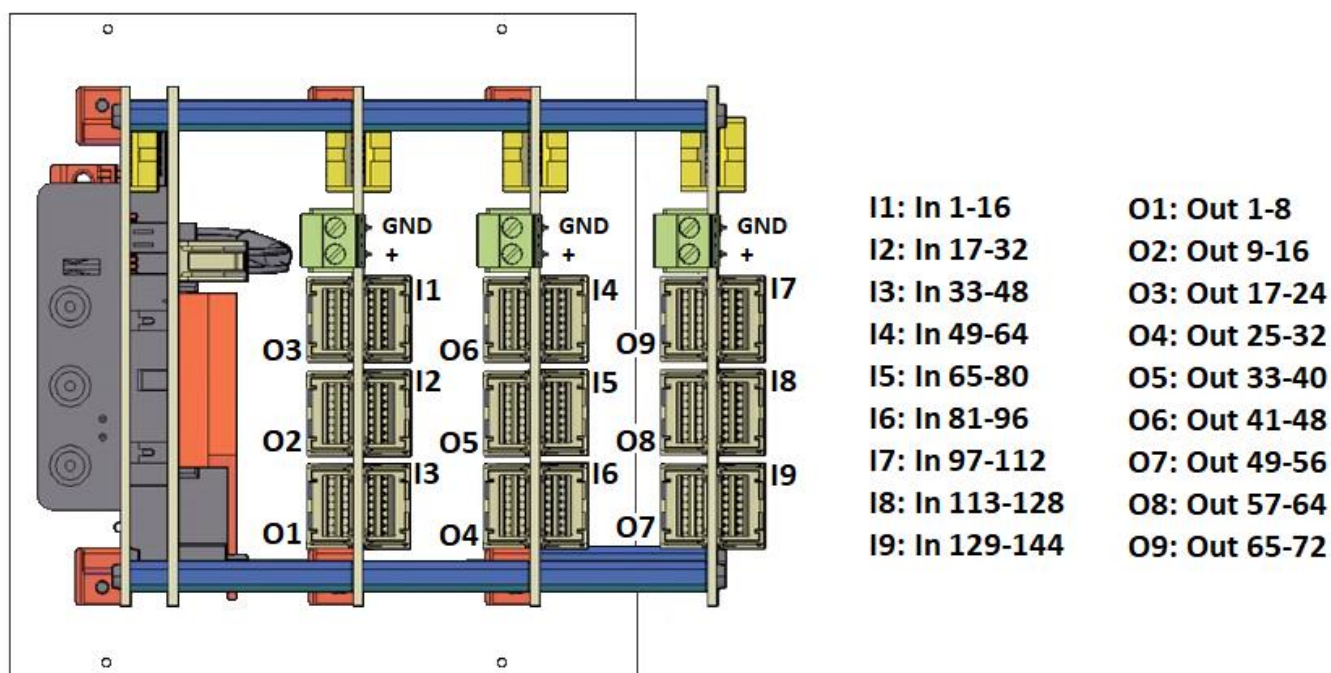 GND
+
GND
+
GND
+
I1
O3
I4
O6
I7
O9
I2
O2
I5
O5
I8
O8
I3
O1
I6
O4
I9
O7
I1: In 1-16
I2: In 17-32
I3: In 33-48
I4: In 49-64
I5: In 65-80
I6: In 81-96
I7: In 97-112
I8: In 113-128
I9: In 129-144
O1: Out 1-8
O2: Out 9-16
O3: Out 17-24
O4: Out 25-32
O5: Out 33-40
O6: Out 41-48
O7: Out 49-56
O8: Out 57-64
O9: Out 65-72